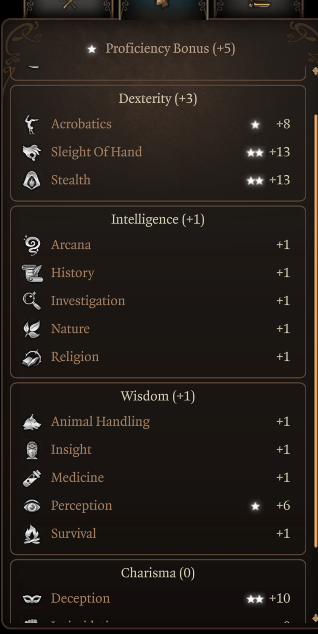 Proficiency Bonus (+5)
Dexterity (+3)
Acrobatics +8
Sleight Of Hand +13
Stealth +13
Intelligence (+1)
Arcana +1
History +1
Investigation +1
Nature +1
Religion +1
Wisdom (+1)
Animal Handling +1
Insight +1
Medicine +1
Perception +6
Survival +1
Charisma (0)
Deception +10